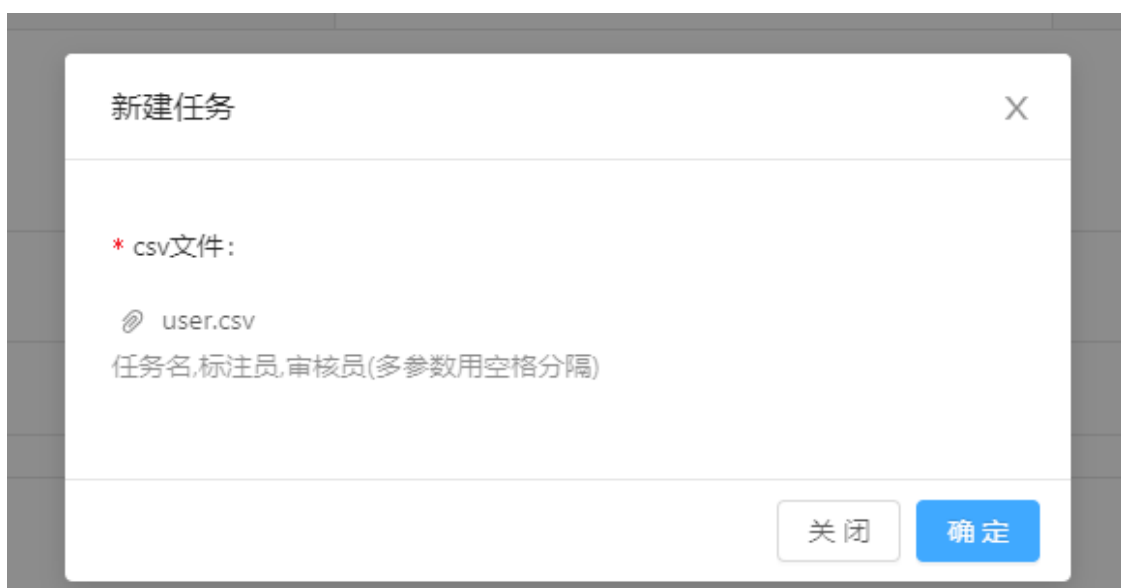 新建任务 X
* csv文件:
user.csv
任务名,标注员,审核员(多参数用空格分隔)
关 闭 确 定